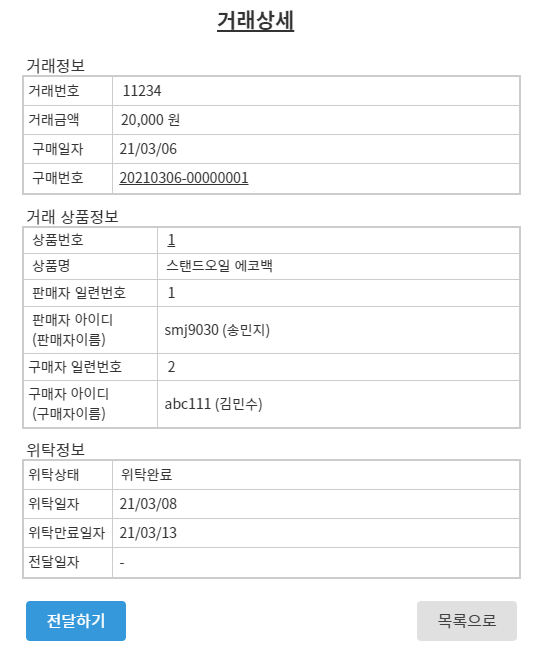 거래상세
거래정보
거래번호 11234
거래금액 20,000 원
구매일자 21/03/06
구매번호 20210306-00000001
거래 상품정보
상품번호 1
상품명 스탠드오일 에코백
판매자 일련번호 1
판매자 아이디
(판매자이름) smj9030 (송민지)
구매자 일련번호 2
구매자 아이디
(구매자이름) abc111 (김민수)
위탁정보
위탁상태 위탁완료
위탁일자 21/03/08
위탁만료일자 21/03/13
전달일자 -
전달하기 목록으로